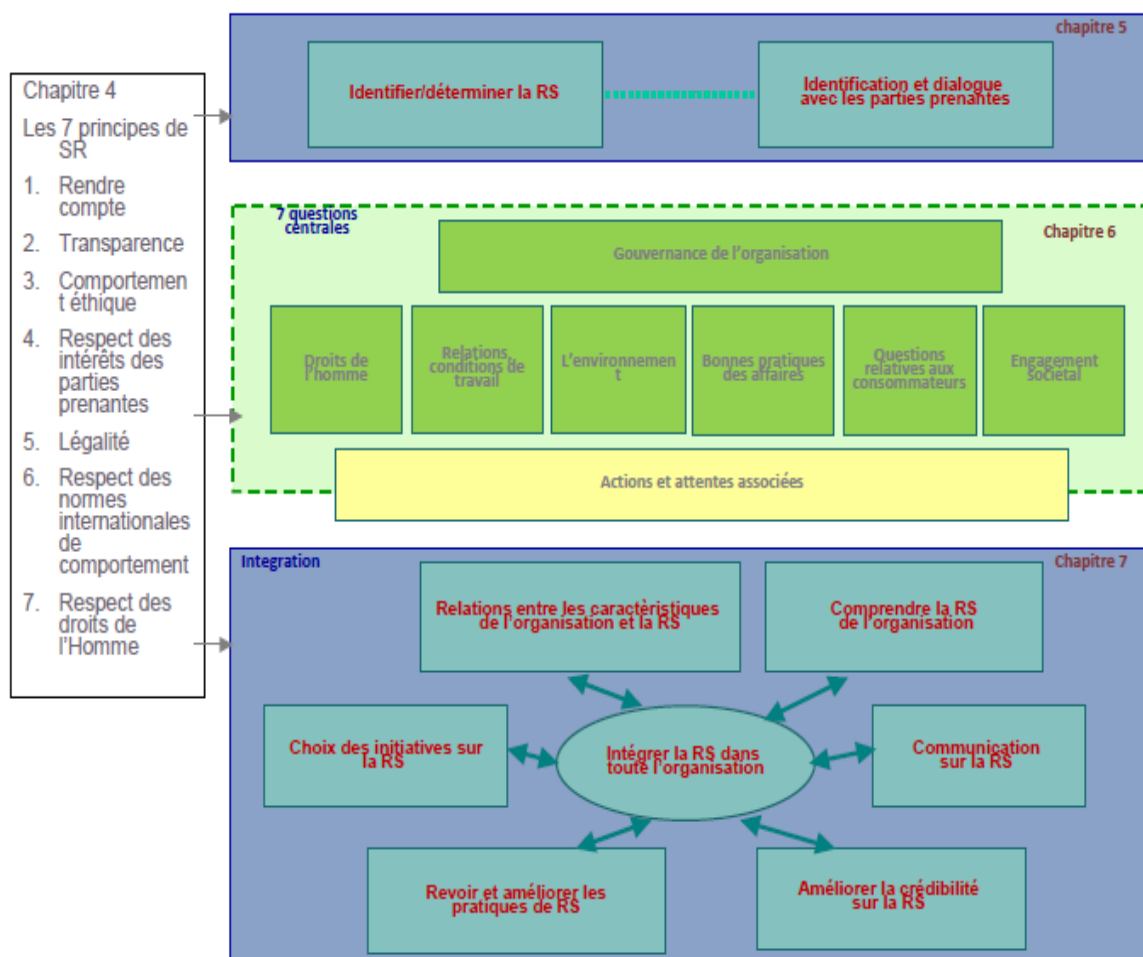 Chapitre 4
Les 7 principes de
SR
1. Rendre
compte
2. Transparence
3. Comportemen
t éthique
4. Respect des
intérêts des
parties
prenantes
5. Légalité
6. Respect des
normes
internationales
de
comportement
7. Respect des
droits de
l'Homme
chapitre 5
Identifier/déterminer la RS
Identification et dialogue
avec les parties prenantes
7 questions
centrales
Chapitre 6
Gouvernance de l'organisation
Droits de
l'homme
Relations,
conditions de
travail
L'environnemen
t
Bonnes pratiques
des affaires
Questions
relatives aux
consommateurs
Engagement
sociétal
Actions et attentes associées
Integration
Chapitre 7
Relations entre les caractèristiques
de l'organisation et la RS
Comprendre la RS
de l'organisation
Choix des initiatives sur
la RS
Intégrer la RS dans
toute l'organisation
Communication
sur la RS
Revoir et améliorer les
pratiques de RS
Améliorer la crédibilité
sur la RS